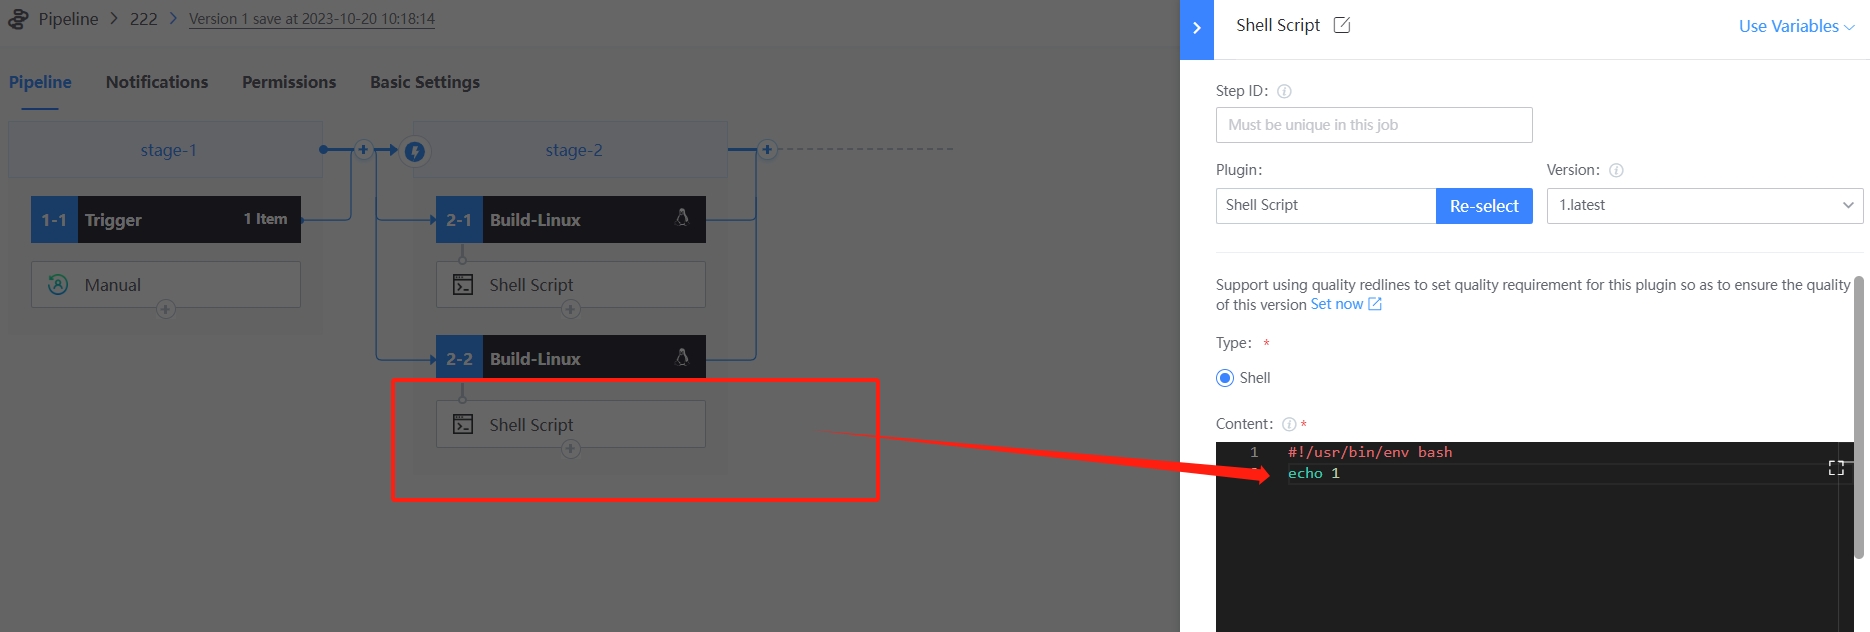 Pipeline > 222 > Version 1 save at 2023-10-20 10:18:14
Pipeline Notifications Permissions Basic Settings
stage-1
1-1 Trigger 1 Item
Manual
stage-2
2-1 Build-Linux
Shell Script
2-2 Build-Linux
Shell Script
Shell Script Use Variables
Step ID:
Must be unique in this job
Plugin:
Shell Script Re-select
Version:
1.latest
Support using quality redlines to set quality requirement for this plugin so as to ensure the quality
of this version Set now
Type: *
Shell
Content: *
1 #!/usr/bin/env bash
echo 1